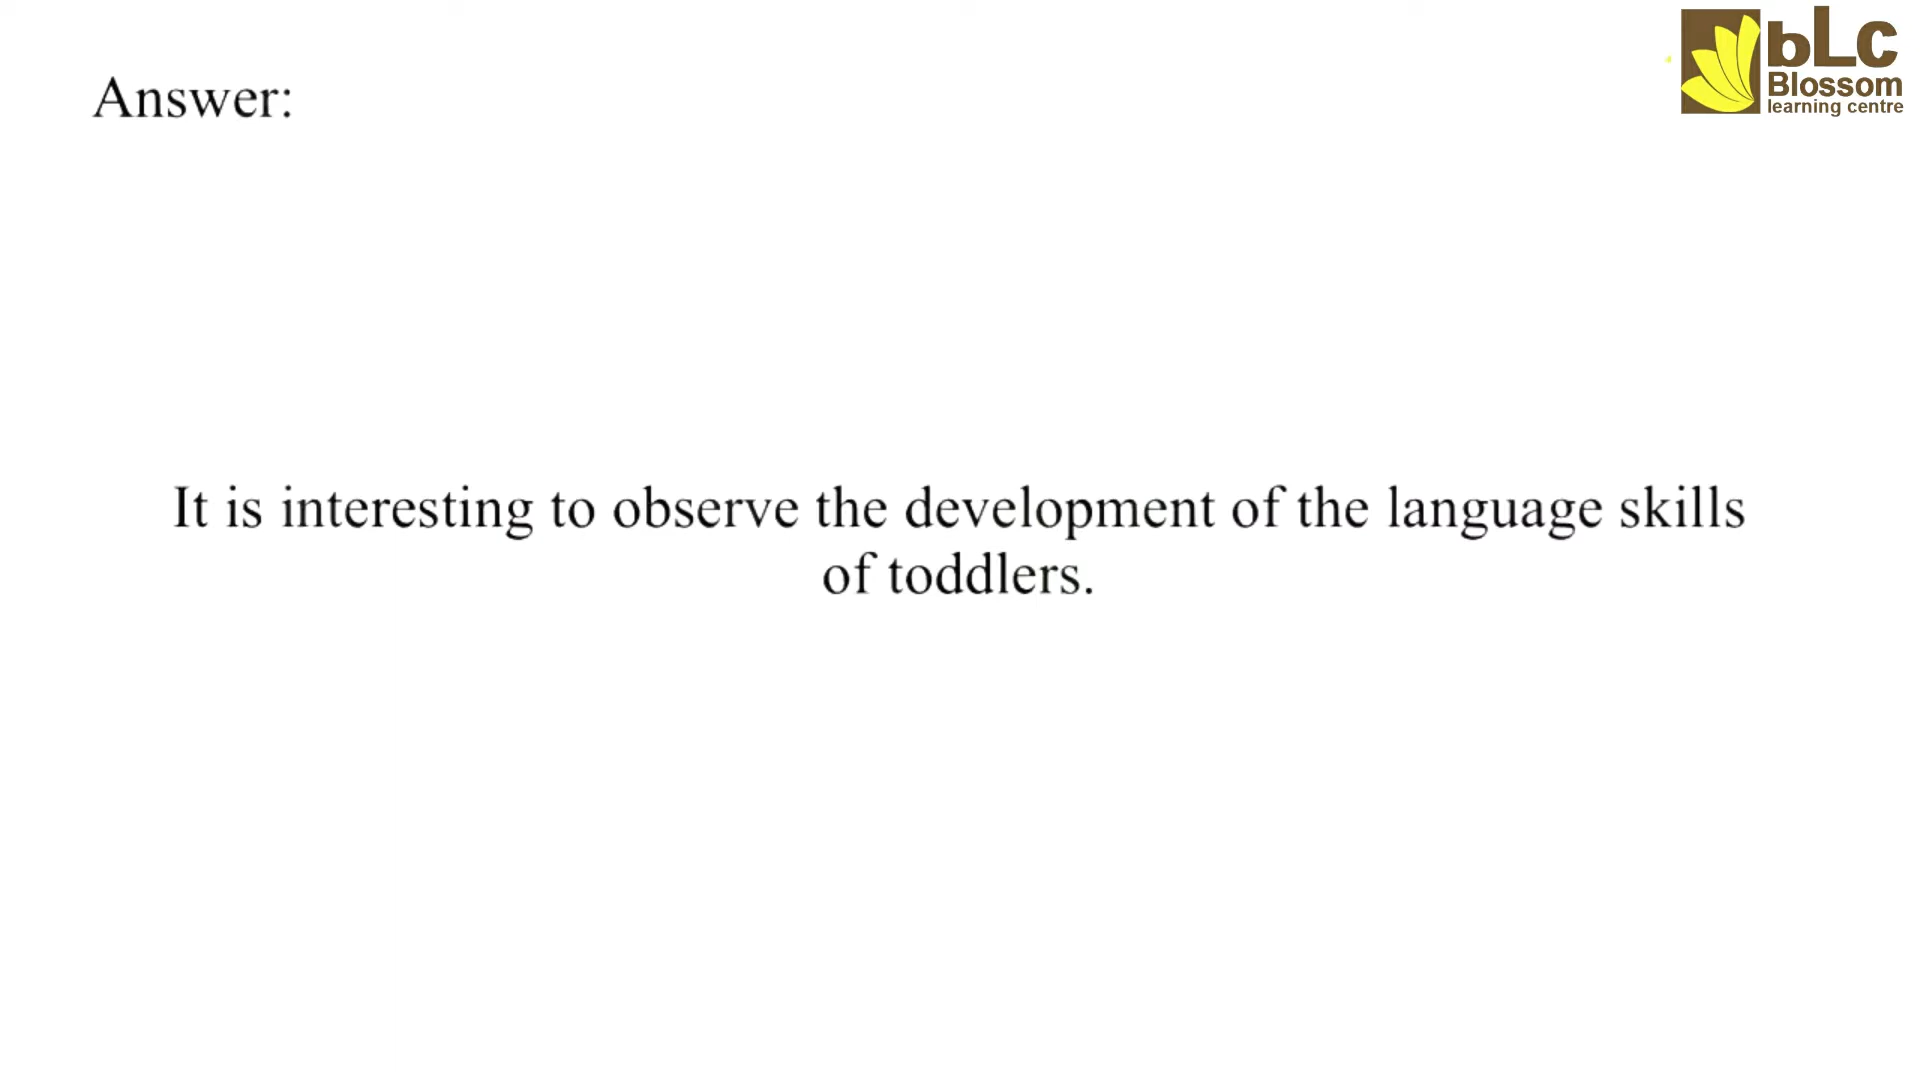 bLc
Blossom
learning centre
Answer:
It is interesting to observe the development of the language skills
of toddlers.